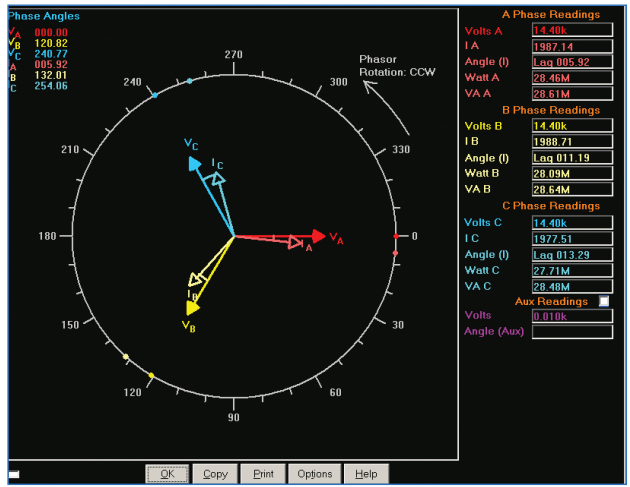 Phase Angles
VA 000.00
VB 120.82
VC 240.77
A 005.92
B 132.01
C 254.06
270
240
300
Phasor
Rotation: CCW
210
330
VC
IC
180
0
VA
IA
IB
VB
150
30
120
60
90
A Phase Readings
Volts A 14.40k
I A 1987.14
Angle (I) Lag 005.92
Watt A 28.46M
VA A 28.61M
B Phase Readings
Volts B 14.40k
I B 1988.71
Angle (I) Lag 011.19
Watt B 28.09M
VA B 28.64M
C Phase Readings
Volts C 14.40k
I C 1977.51
Angle (I) Lag 013.29
Watt C 27.71M
VA C 28.48M
Aux Readings
Volts 0.010k
Angle (Aux)
OK Copy Print Options Help